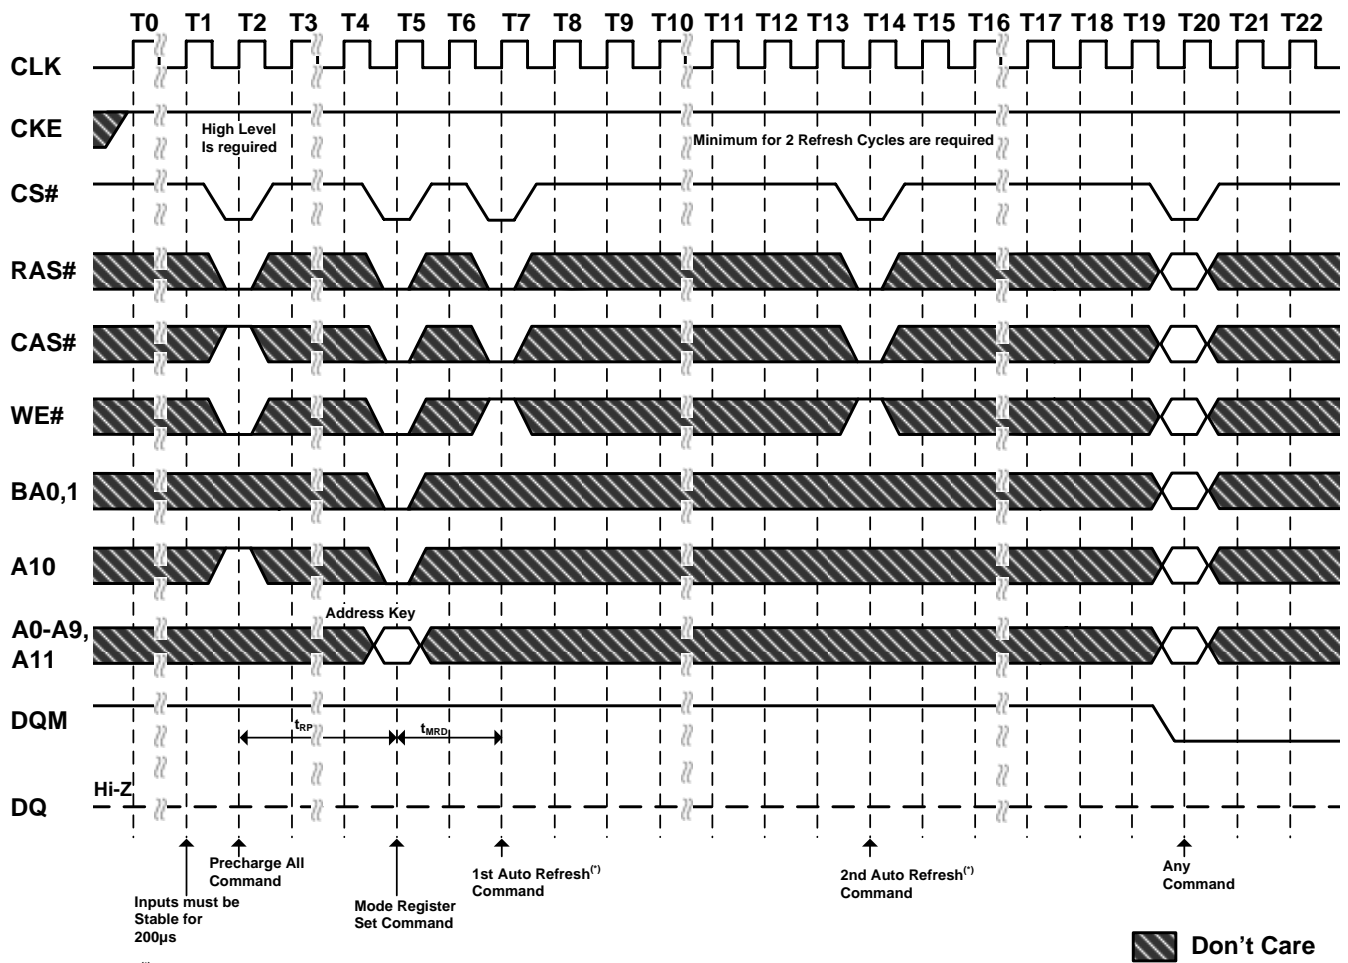 T0 T1 T2 T3 T4 T5 T6 T7 T8 T9 T10 T11 T12 T13 T14 T15 T16 T17 T18 T19 T20 T21 T22
CLK
CKE
High Level
Is reguired
Minimum for 2 Refresh Cycles are required
CS#
RAS#
CAS#
WE#
BA0,1
A10
Address Key
A0-A9,
A11
DQM
tRP
tMRD
Hi-Z
DQ
Inputs must be
Stable for
200µs
Precharge All
Command
Mode Register
Set Command
1st Auto Refresh(*)
Command
2nd Auto Refresh(*)
Command
Any
Command
Don't Care